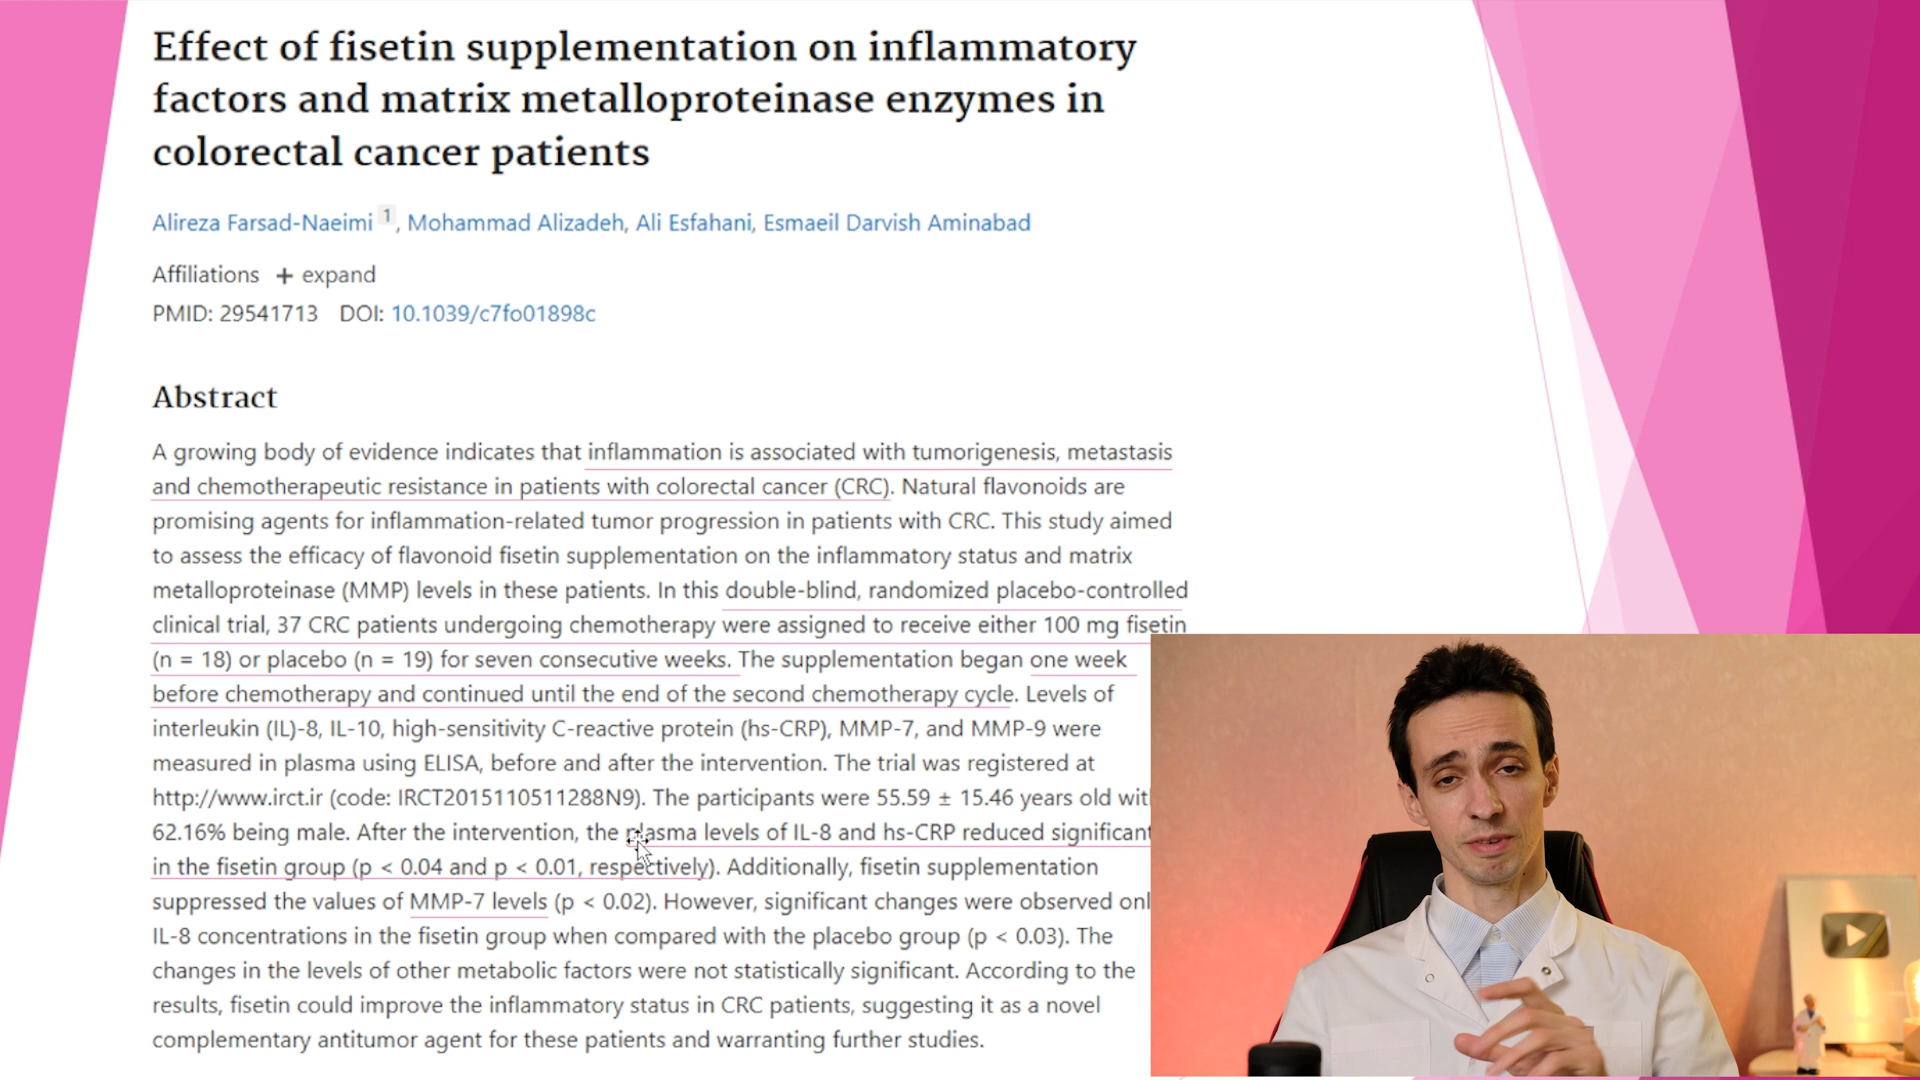 Effect of fisetin supplementation on inflammatory
factors and matrix metalloproteinase enzymes in
colorectal cancer patients
Alireza Farsad-Naeimi 1, Mohammad Alizadeh, Ali Esfahani, Esmaeil Darvish Aminabad
Affiliations + expand
PMID: 29541713 DOI: 10.1039/c7fo01898c
Abstract
A growing body of evidence indicates that inflammation is associated with tumorigenesis, metastasis
and chemotherapeutic resistance in patients with colorectal cancer (CRC). Natural flavonoids are
promising agents for inflammation-related tumor progression in patients with CRC. This study aimed
to assess the efficacy of flavonoid fisetin supplementation on the inflammatory status and matrix
metalloproteinase (MMP) levels in these patients. In this double-blind, randomized placebo-controlled
clinical trial, 37 CRC patients undergoing chemotherapy were assigned to receive either 100 mg fisetin
(n = 18) or placebo (n = 19) for seven consecutive weeks. The supplementation began one week
before chemotherapy and continued until the end of the second chemotherapy cycle. Levels of
interleukin (IL)-8, IL-10, high-sensitivity C-reactive protein (hs-CRP), MMP-7, and MMP-9 were
measured in plasma using ELISA, before and after the intervention. The trial was registered at
http://www.irct.ir (code: IRCT2015110511288N9). The participants were 55.59 ± 15.46 years old wit
62.16% being male. After the intervention, the plasma levels of IL-8 and hs-CRP reduced significant
in the fisetin group (p < 0.04 and p < 0.01, respectively). Additionally, fisetin supplementation
suppressed the values of MMP-7 levels (p < 0.02). However, significant changes were observed onl
IL-8 concentrations in the fisetin group when compared with the placebo group (p < 0.03). The
changes in the levels of other metabolic factors were not statistically significant. According to the
results, fisetin could improve the inflammatory status in CRC patients, suggesting it as a novel
complementary antitumor agent for these patients and warranting further studies.